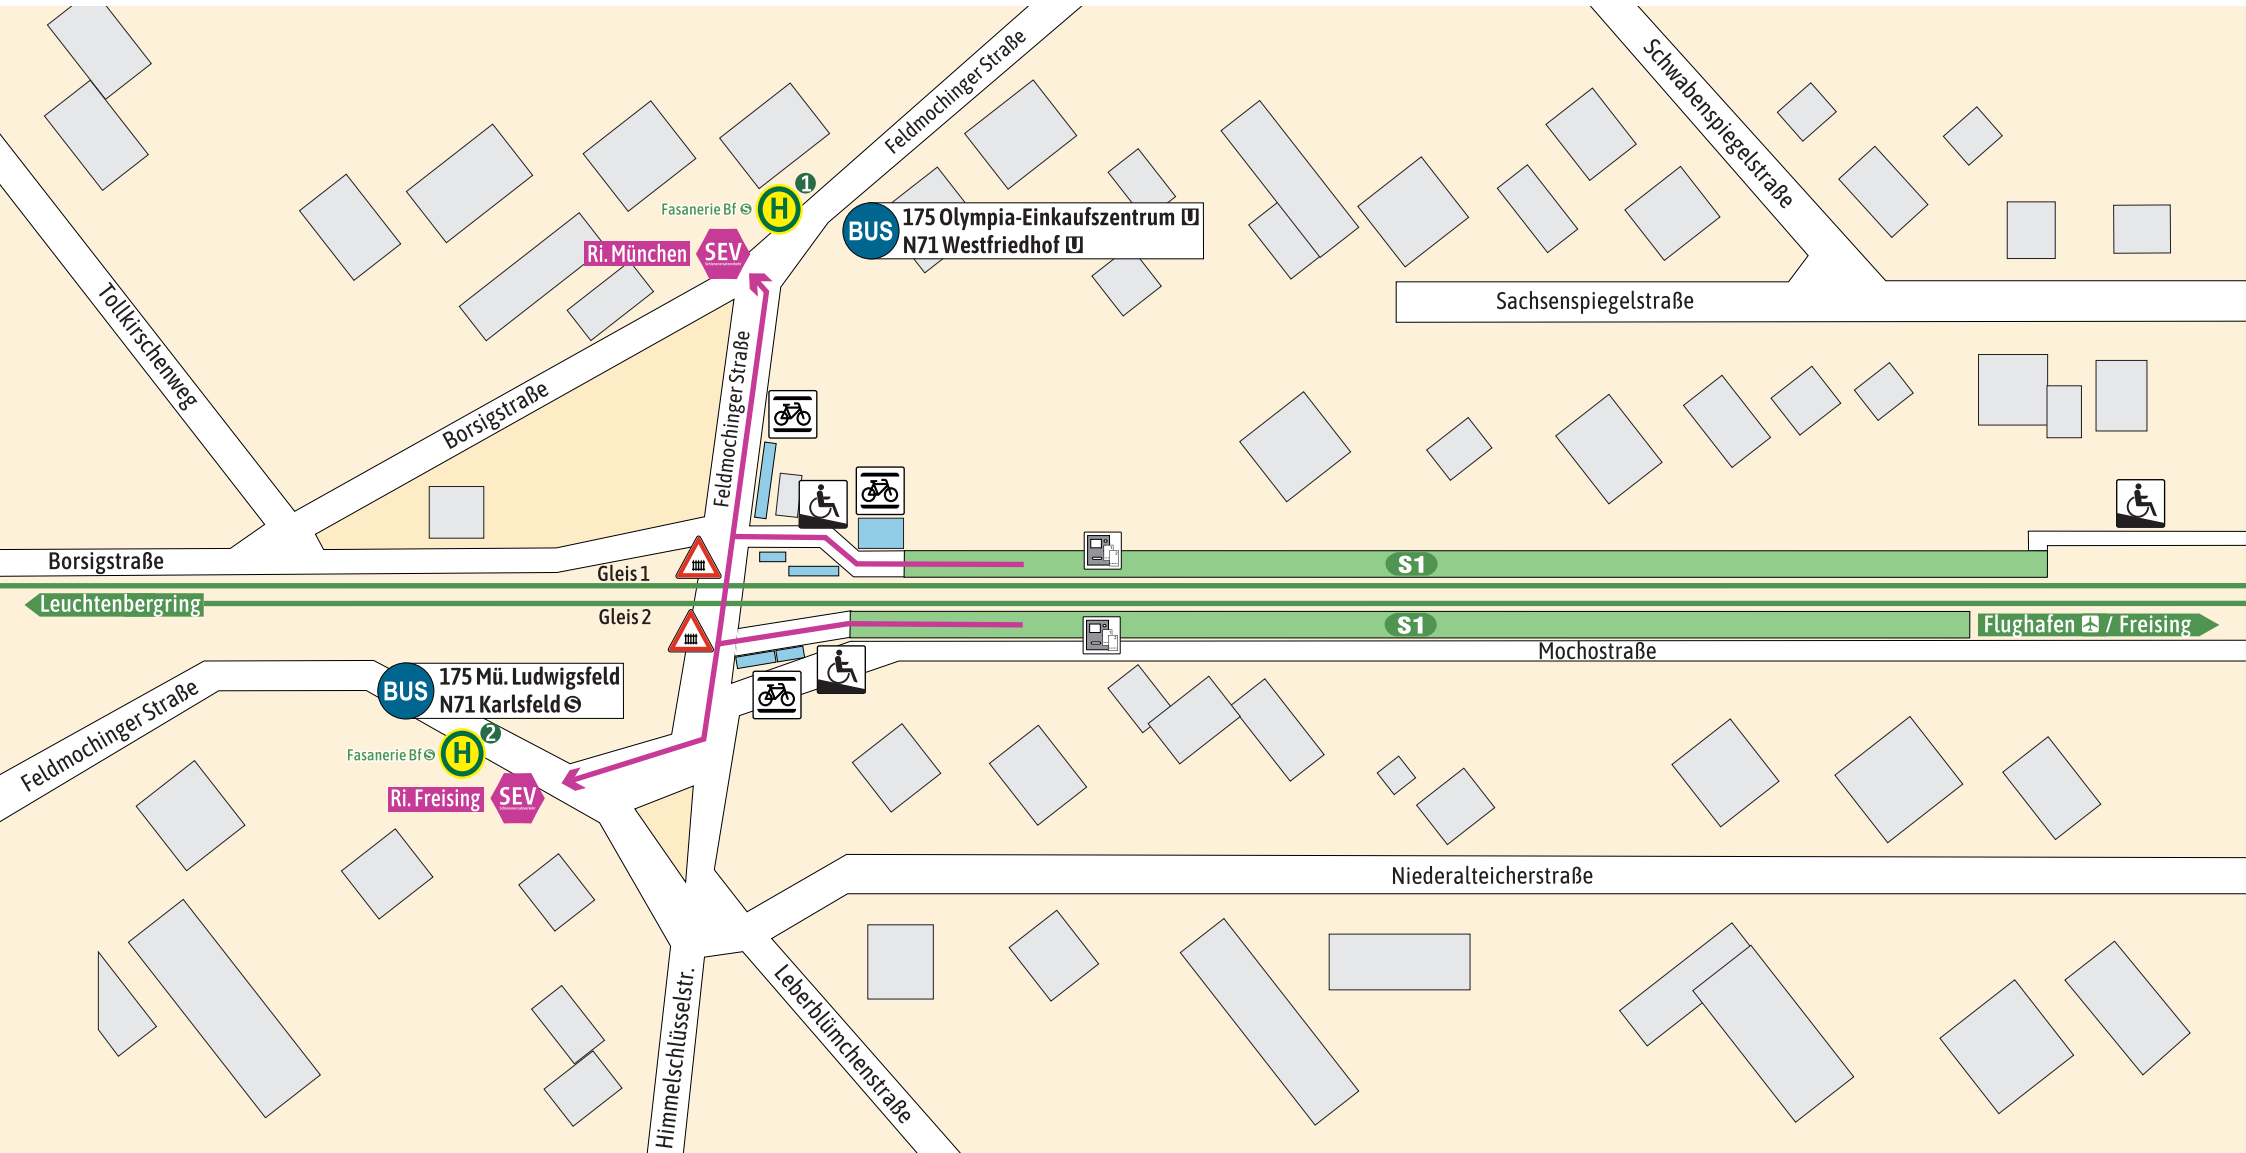 Feldmochinger Straße
Schwabenspiegelstraße
1
Fasanerie Bf S
H
BUS
175 Olympia-Einkaufszentrum U
N71 Westfriedhof U
Ri. München
SEV
Sachsenspiegelstraße
Tollkirschenweg
Feldmochinger Straße
Borsigstraße
Borsigstraße
Gleis 1
S1
Leuchtenbergring
Gleis 2
S1
Flughafen / Freising
Mochostraße
BUS
175 Mü. Ludwigsfeld
N71 Karlsfeld S
Feldmochinger Straße
2
Fasanerie Bf S
H
Ri. Freising
SEV
Niederalteicherstraße
Himmelschlüsselstr.
Leberblümchenstraße